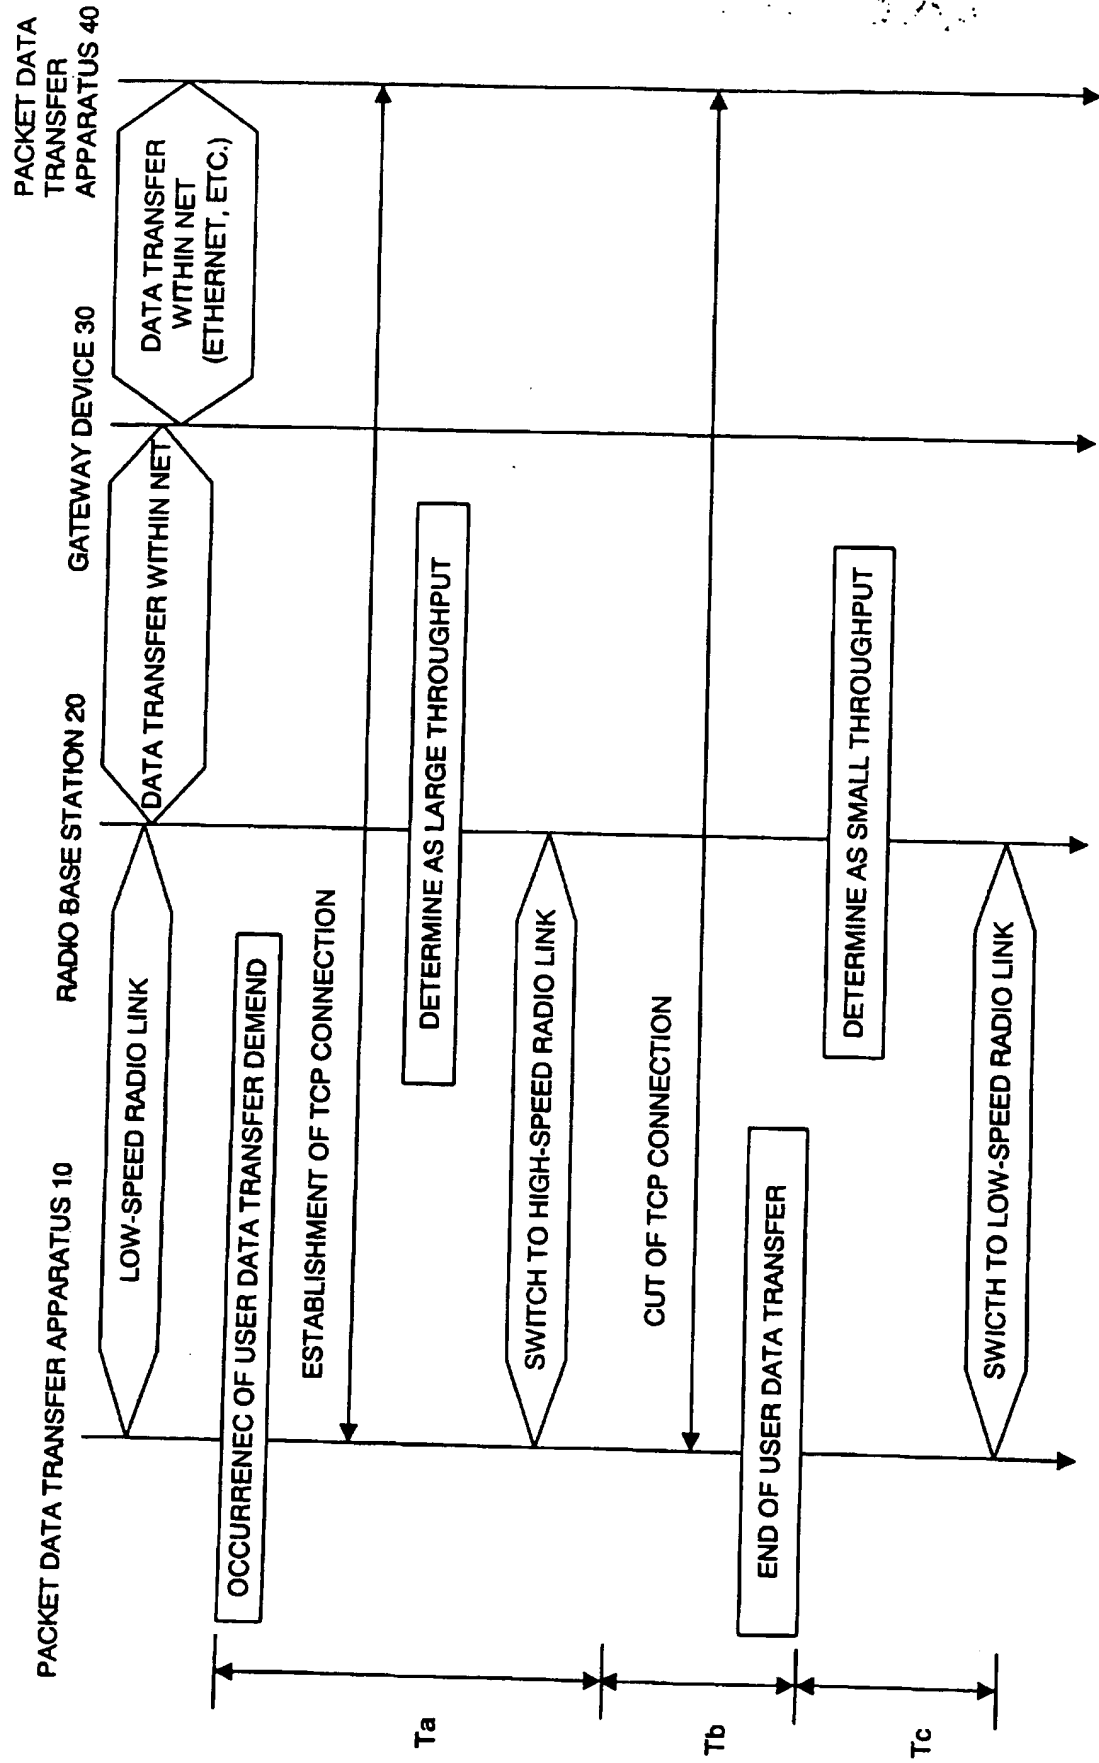 PACKET DATA TRANSFER APPARATUS 10
RADIO BASE STATION 20
GATEWAY DEVICE 30
PACKET DATA
TRANSFER
APPARATUS 40
LOW-SPEED RADIO LINK
DATA TRANSFER WITHIN NET
DATA TRANSFER
WITHIN NET
(ETHERNET, ETC.)
OCCURRENEC OF USER DATA TRANSFER DEMEND
ESTABLISHMENT OF TCP CONNECTION
DETERMINE AS LARGE THROUGHPUT
SWITCH TO HIGH-SPEED RADIO LINK
CUT OF TCP CONNECTION
END OF USER DATA TRANSFER
DETERMINE AS SMALL THROUGHPUT
SWICTH TO LOW-SPEED RADIO LINK
Ta
Tb
Tc